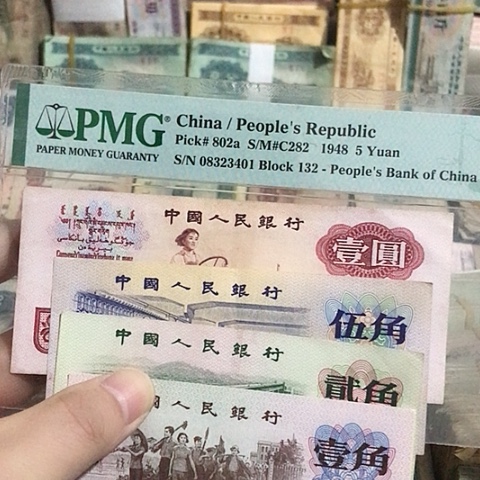 PMG®
PAPER MONEY GUARANTY
China / People's Republic
Pick# 802a S/M#C282 1948 5 Yuan
S/N 08323401 Block 132 - People's Bank of China
中國人民銀行
壹圓
中國人民銀行
伍角
中國人民銀行
貳角
中國人民銀行
壹角